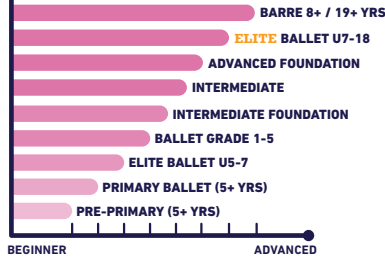 BARRE 8+ / 19+ YRS
ELITE BALLET U7-18
ADVANCED FOUNDATION
INTERMEDIATE
INTERMEDIATE FOUNDATION
BALLET GRADE 1-5
ELITE BALLET U5-7
PRIMARY BALLET (5+ YRS)
PRE-PRIMARY (5+ YRS)
BEGINNER ADVANCED